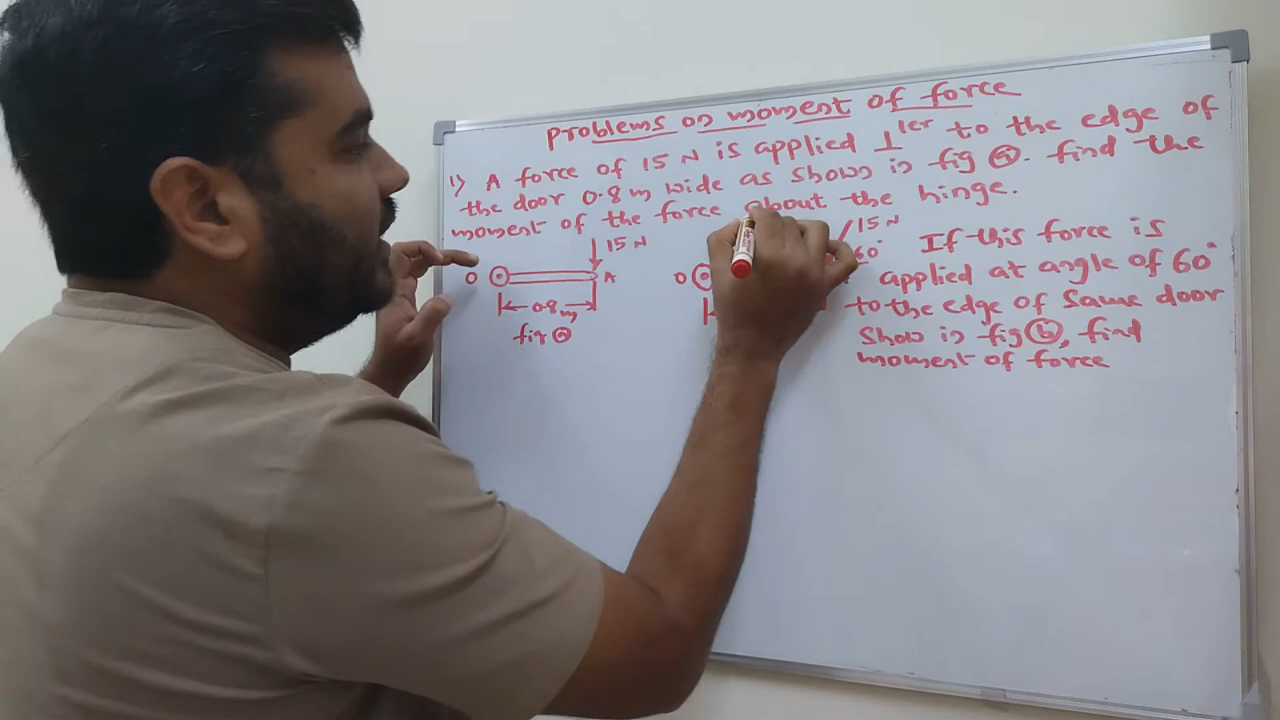 problems on moment of force
1) A force of 15 N is applied ⊥ler to the edge of
the door 0.8 m wide as shown in fig ⓐ. find the
moment of the force about the hinge.
15 N
O A
0.8 m
fig ⓐ
15 N
60°
O
If this force is
applied at angle of 60°
to the edge of same door
show in fig ⓑ, find
moment of force